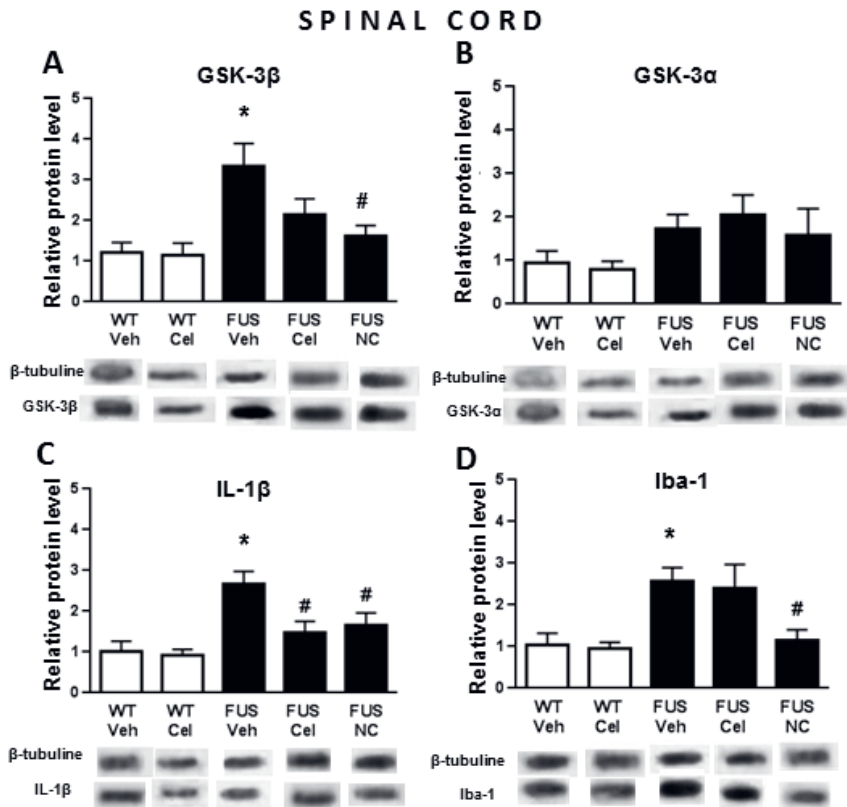 SPINAL CORD
A
GSK-3β
Relative protein level
5
4
3
2
1
0
*
#
WT Veh
WT Cel
FUS Veh
FUS Cel
FUS NC
β-tubuline
GSK-3β
B
GSK-3α
Relative protein level
5
4
3
2
1
0
WT Veh
WT Cel
FUS Veh
FUS Cel
FUS NC
β-tubuline
GSK-3α
C
IL-1β
Relative protein level
5
4
3
2
1
0
*
#
#
WT Veh
WT Cel
FUS Veh
FUS Cel
FUS NC
β-tubuline
IL-1β
D
Iba-1
Relative protein level
5
4
3
2
1
0
*
#
WT Veh
WT Cel
FUS Veh
FUS Cel
FUS NC
β-tubuline
Iba-1